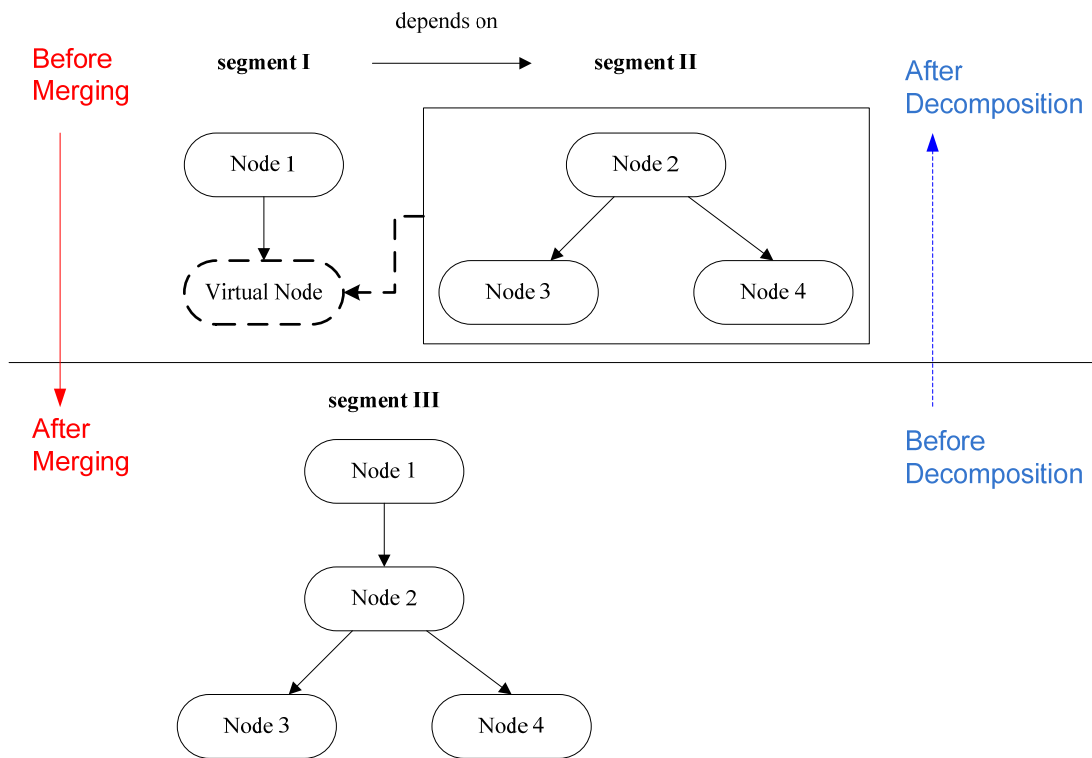 depends on
Before
Merging
segment I
segment II
After
Decomposition
Node 1
Node 2
Virtual Node
Node 3
Node 4
segment III
After
Merging
Before
Decomposition
Node 1
Node 2
Node 3
Node 4